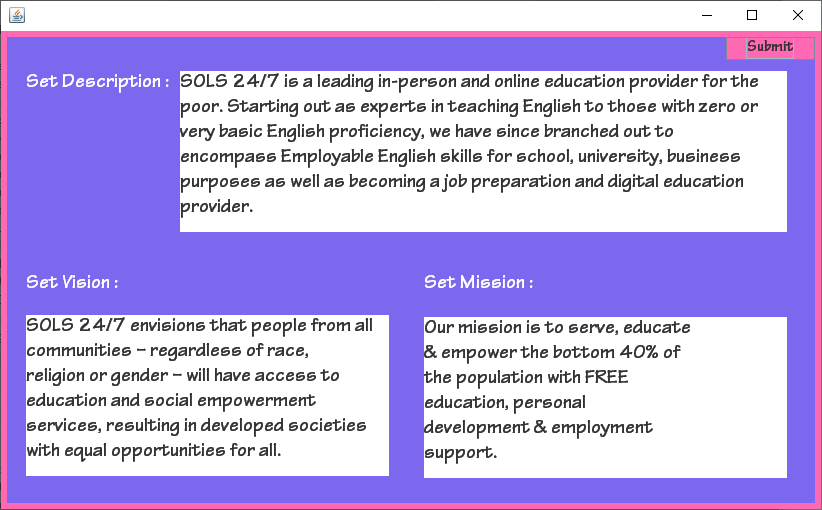 Submit
Set Description :
SOLS 24/7 is a leading in-person and online education provider for the
poor. Starting out as experts in teaching English to those with zero or
very basic English proficiency, we have since branched out to
encompass Employable English skills for school, university, business
purposes as well as becoming a job preparation and digital education
provider.
Set Vision :
SOLS 24/7 envisions that people from all
communities – regardless of race,
religion or gender – will have access to
education and social empowerment
services, resulting in developed societies
with equal opportunities for all.
Set Mission :
Our mission is to serve, educate
& empower the bottom 40% of
the population with FREE
education, personal
development & employment
support.